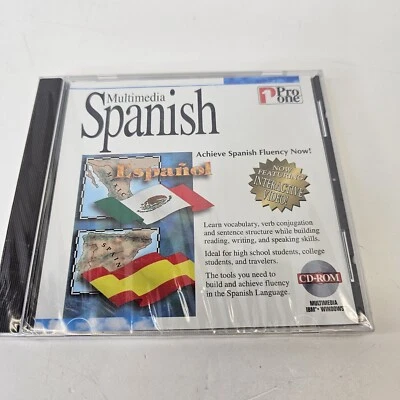 Multimedia
Spanish
Pro
one
Achieve Spanish Fluency Now!
Español
NOW
FEATURING
INTERACTIVE
VIDEO!
SPAIN
Learn vocabulary, verb conjugation
and sentence structure while building
reading, writing, and speaking skills.
Ideal for high school students, college
students, and travelers.
The tools you need to
build and achieve fluency
in the Spanish Language.
CD-ROM
MULTIMEDIA
IBM • WINDOWS